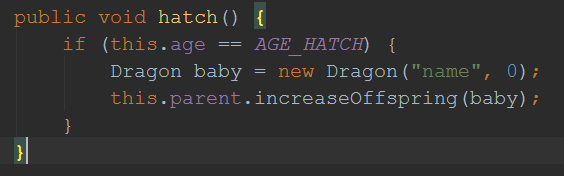 public void hatch() {
    if (this.age == AGE_HATCH) {
        Dragon baby = new Dragon("name", 0);
        this.parent.increaseOffspring(baby);
    }
}